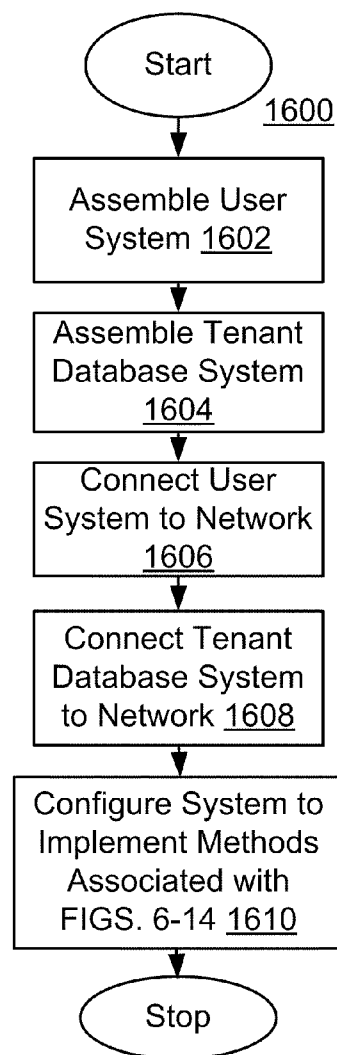 Start
1600
Assemble User
System 1602
Assemble Tenant
Database System
1604
Connect User
System to Network
1606
Connect Tenant
Database System
to Network 1608
Configure System to
Implement Methods
Associated with
FIGS. 6-14 1610
Stop